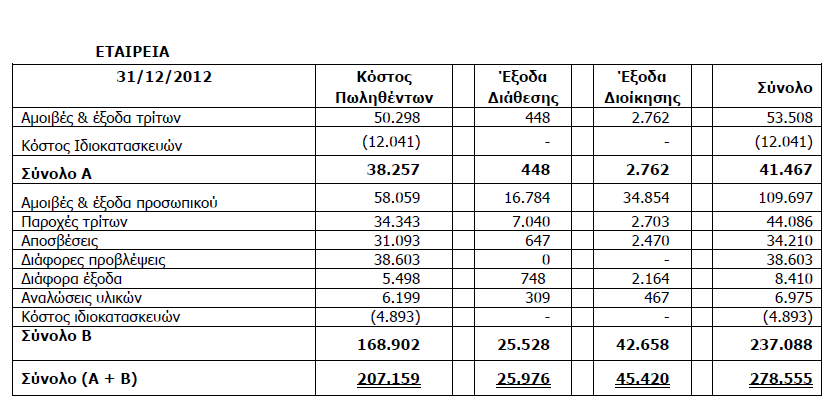 ΕΤΑΙΡΕΙΑ
31/12/2012 Κόστος Πωληθέντων Έξοδα Διάθεσης Έξοδα Διοίκησης Σύνολο
Αμοιβές & έξοδα τρίτων 50.298 448 2.762 53.508
Κόστος Ιδιοκατασκευών (12.041) - - (12.041)
Σύνολο Α 38.257 448 2.762 41.467
Αμοιβές & έξοδα προσωπικού 58.059 16.784 34.854 109.697
Παροχές τρίτων 34.343 7.040 2.703 44.086
Αποσβέσεις 31.093 647 2.470 34.210
Διάφορες προβλέψεις 38.603 0 - 38.603
Διάφορα έξοδα 5.498 748 2.164 8.410
Αναλώσεις υλικών 6.199 309 467 6.975
Κόστος ιδιοκατασκευών (4.893) - - (4.893)
Σύνολο Β 168.902 25.528 42.658 237.088
Σύνολο (Α + Β) 207.159 25.976 45.420 278.555